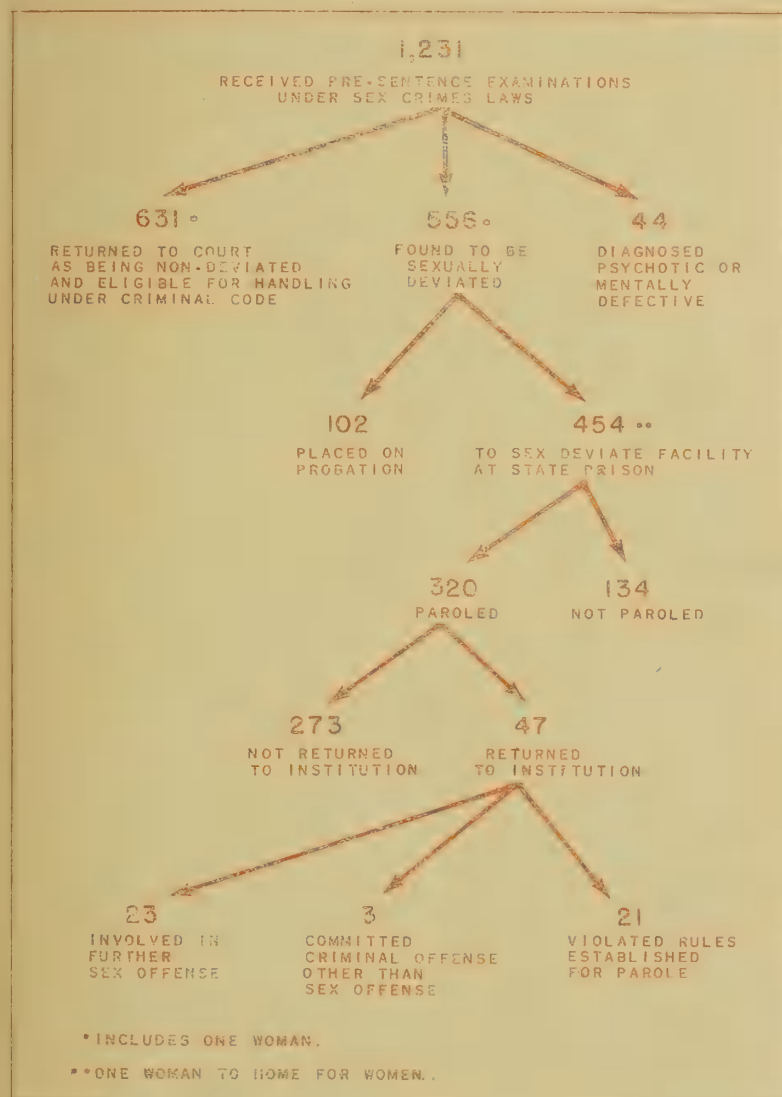 1,231
RECEIVED PRE-SENTENCE EXAMINATIONS
UNDER SEX CRIMES LAWS
631*
RETURNED TO COURT
AS BEING NON-DEVIATED
AND ELIGIBLE FOR HANDLING
UNDER CRIMINAL CODE
556*
FOUND TO BE
SEXUALLY
DEVIATED
44
DIAGNOSED
PSYCHOTIC OR
MENTALLY
DEFECTIVE
102
PLACED ON
PROBATION
454**
TO SEX DEVIATE FACILITY
AT STATE PRISON
320
PAROLED
134
NOT PAROLED
273
NOT RETURNED
TO INSTITUTION
47
RETURNED
TO INSTITUTION
23
INVOLVED IN
FURTHER
SEX OFFENSE
3
COMMITTED
CRIMINAL OFFENSE
OTHER THAN
SEX OFFENSE
21
VIOLATED RULES
ESTABLISHED
FOR PAROLE
*INCLUDES ONE WOMAN.
**ONE WOMAN TO HOME FOR WOMEN.